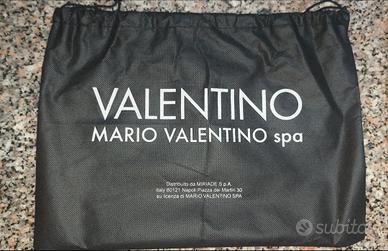 VALENTINO
MARIO VALENTINO spa
Distribuito da MIRIADE S.p.A.
Italy 80121 Napoli Piazza dei Martiri 30
su licenza di MARIO VALENTINO SPA
subito